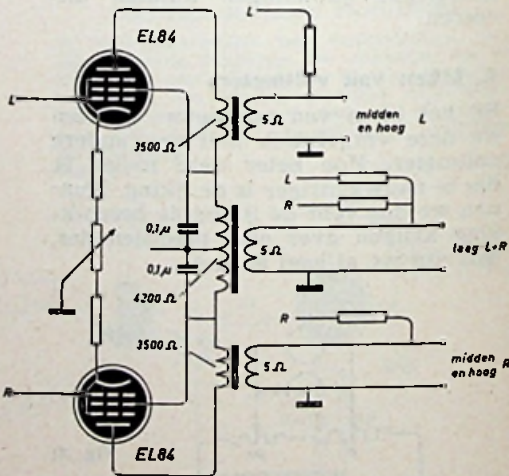 EL84
L
L
3500 Ω
5 Ω
midden
en hoog
L
L
R
0,1 µ
0,1 µ
5 Ω
laag L+R
4200 Ω
3500 Ω
R
5 Ω
midden
en hoog
R
R
EL84